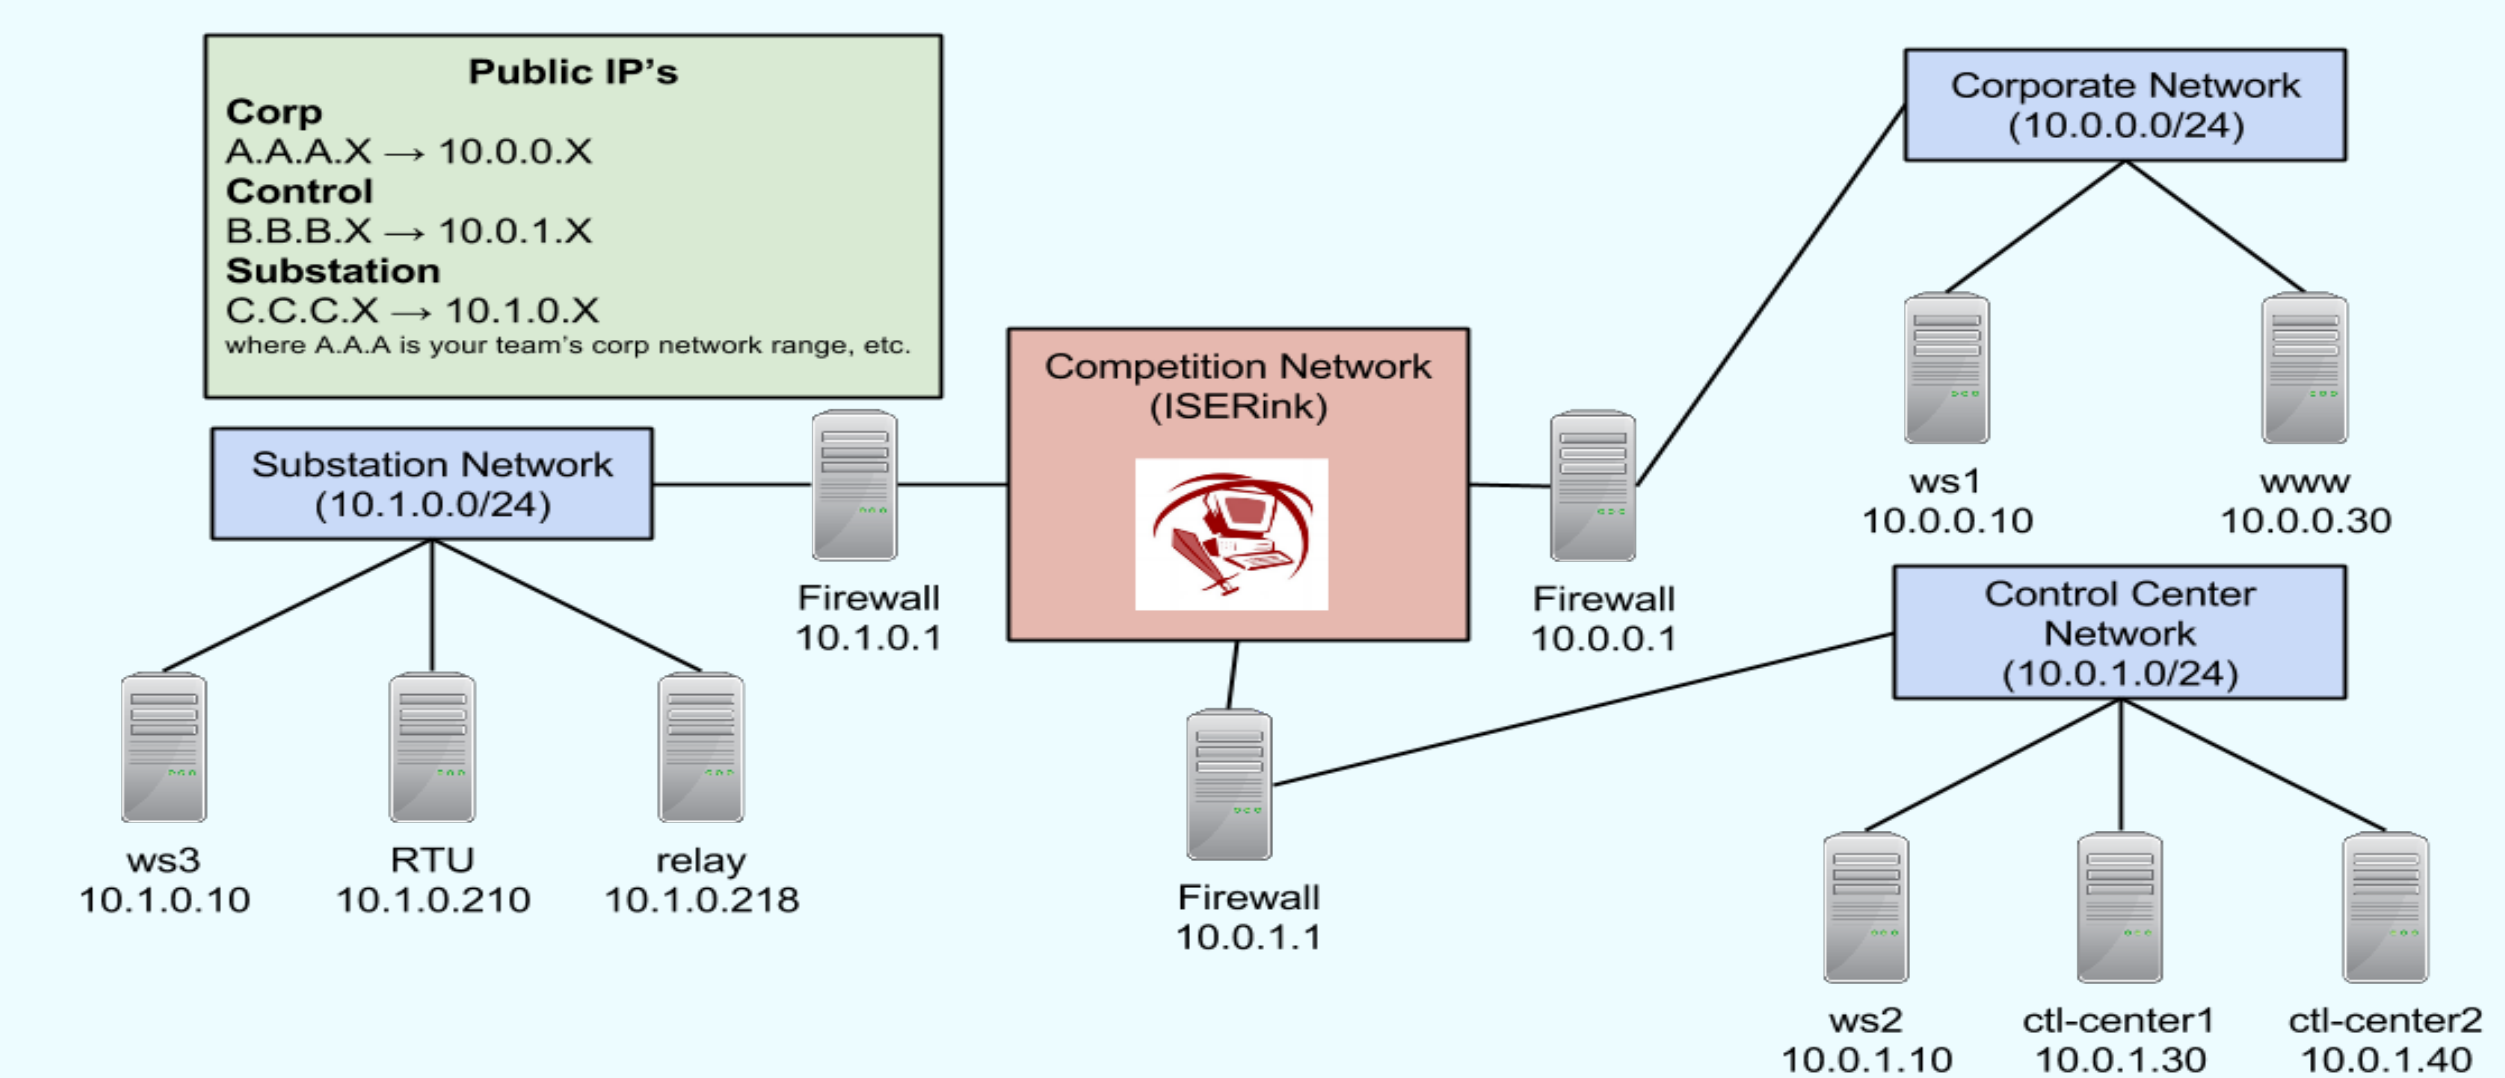 Public IP's
Corp
A.A.A.X → 10.0.0.X
Control
B.B.B.X → 10.0.1.X
Substation
C.C.C.X → 10.1.0.X
where A.A.A is your team's corp network range, etc.
Corporate Network
(10.0.0.0/24)
ws1
10.0.0.10
www
10.0.0.30
Competition Network
(ISERink)
Substation Network
(10.1.0.0/24)
Firewall
10.1.0.1
Firewall
10.0.0.1
Control Center
Network
(10.0.1.0/24)
ws3
10.1.0.10
RTU
10.1.0.210
relay
10.1.0.218
Firewall
10.0.1.1
ws2
10.0.1.10
ctl-center1
10.0.1.30
ctl-center2
10.0.1.40